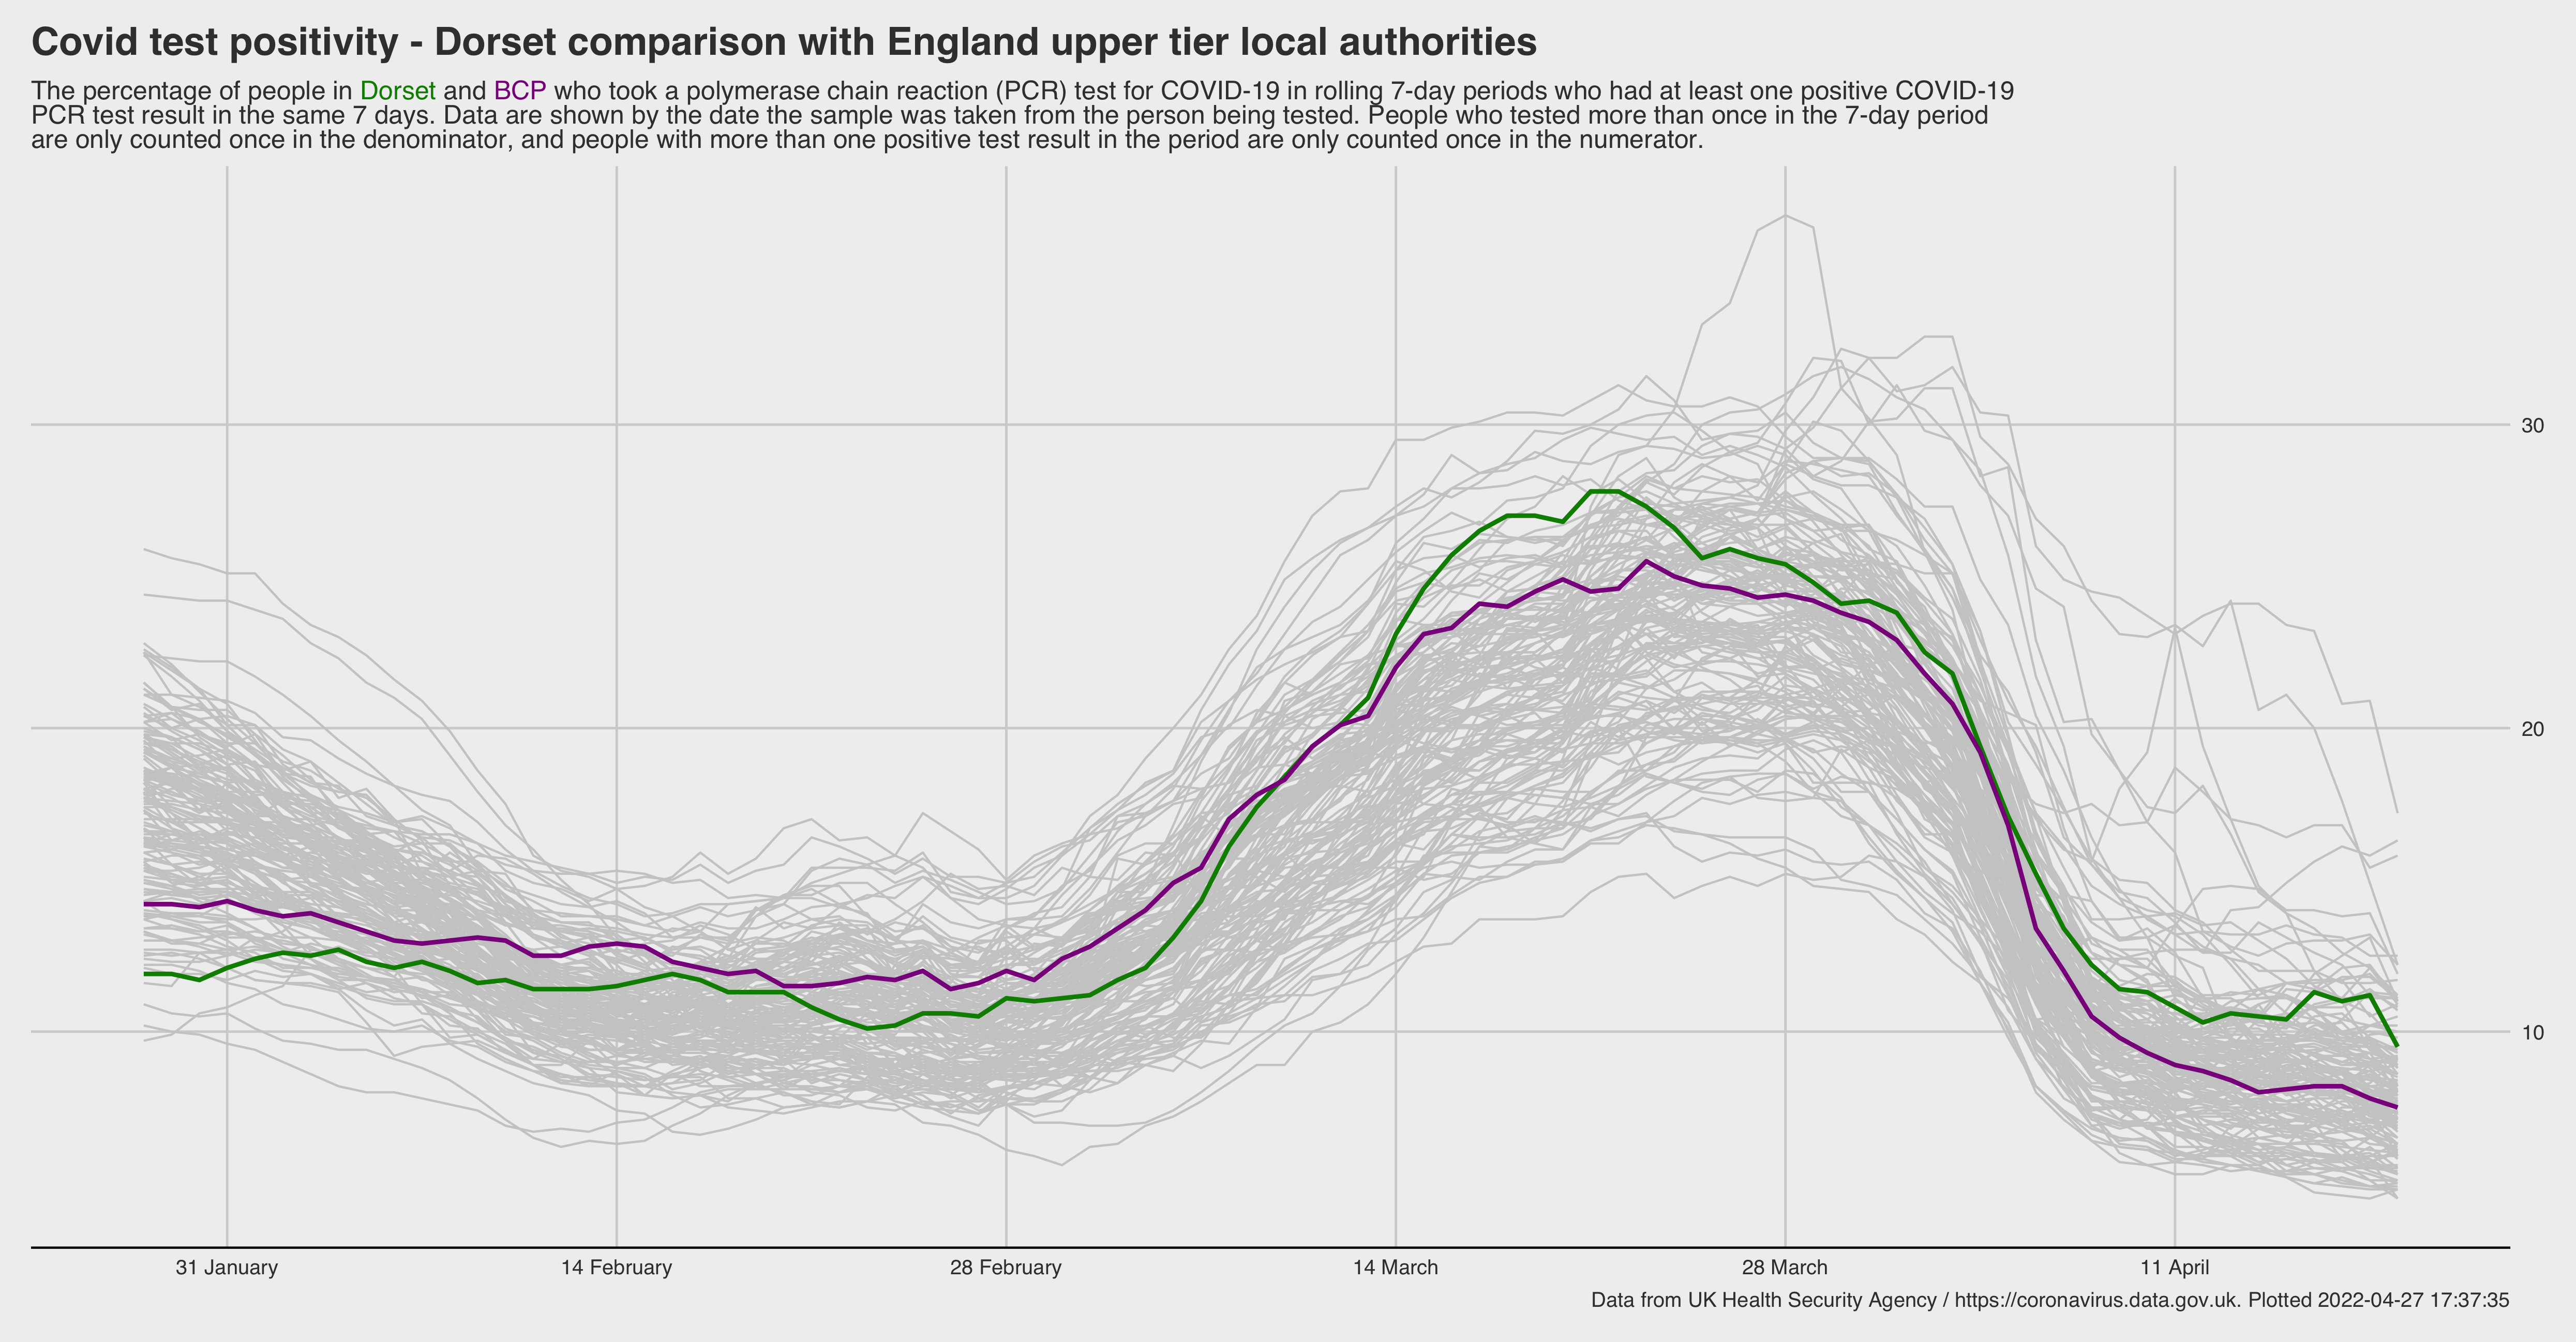 Covid test positivity - Dorset comparison with England upper tier local authorities
The percentage of people in Dorset and BCP who took a polymerase chain reaction (PCR) test for COVID-19 in rolling 7-day periods who had at least one positive COVID-19
PCR test result in the same 7 days. Data are shown by the date the sample was taken from the person being tested. People who tested more than once in the 7-day period
are only counted once in the denominator, and people with more than one positive test result in the period are only counted once in the numerator.
30
20
10
31 January
14 February
28 February
14 March
28 March
11 April
Data from UK Health Security Agency / https://coronavirus.data.gov.uk. Plotted 2022-04-27 17:37:35